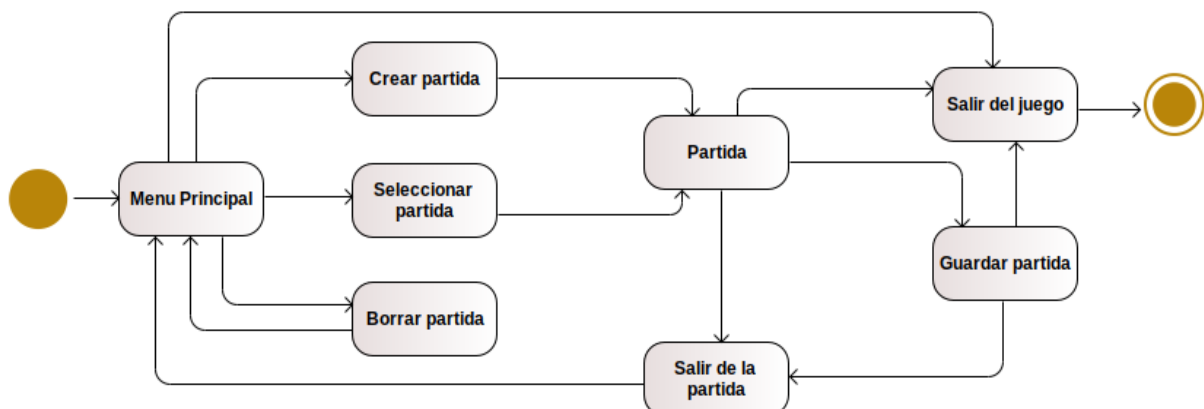 Crear partida
Salir del juego
Partida
Menu Principal
Seleccionar
partida
Guardar partida
Borrar partida
Salir de la
partida